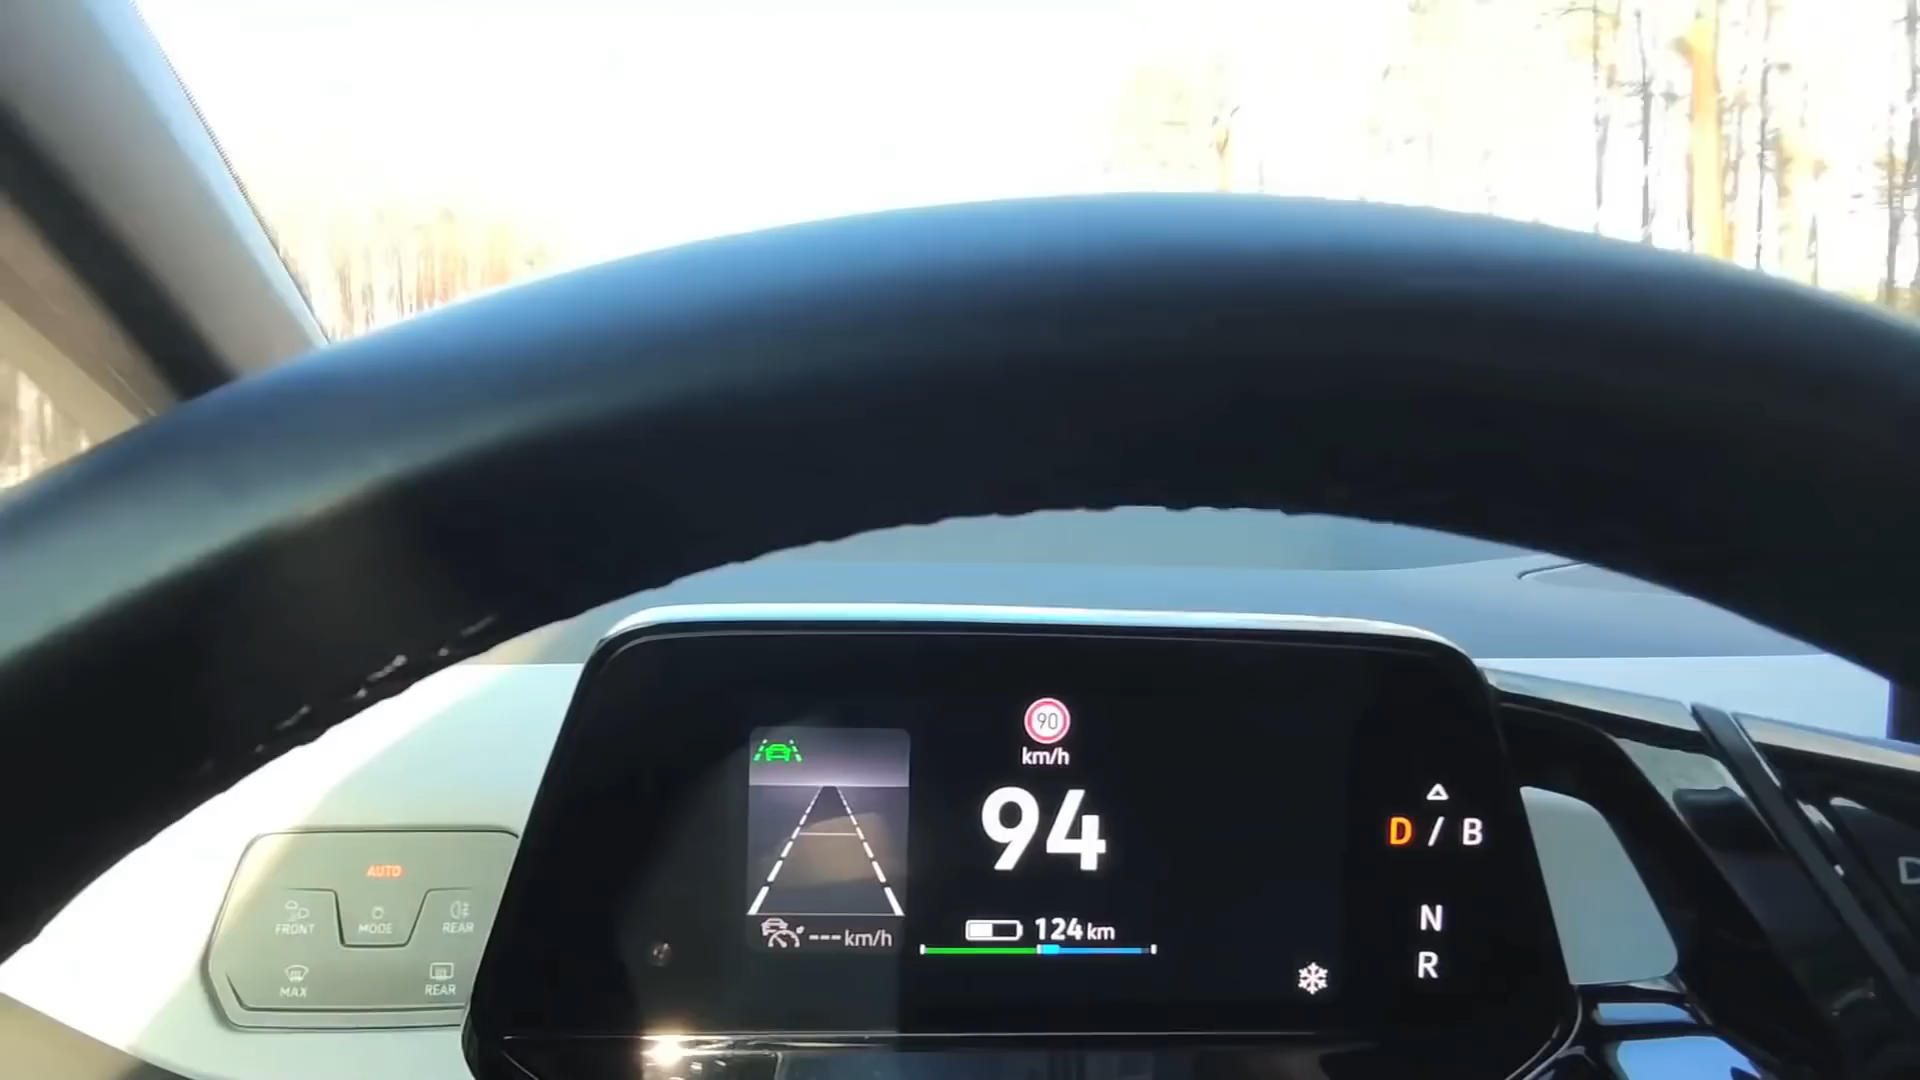 90
km/h
94
124 km
--- km/h
D / B
N
R
AUTO
FRONT
MODE
REAR
MAX
REAR